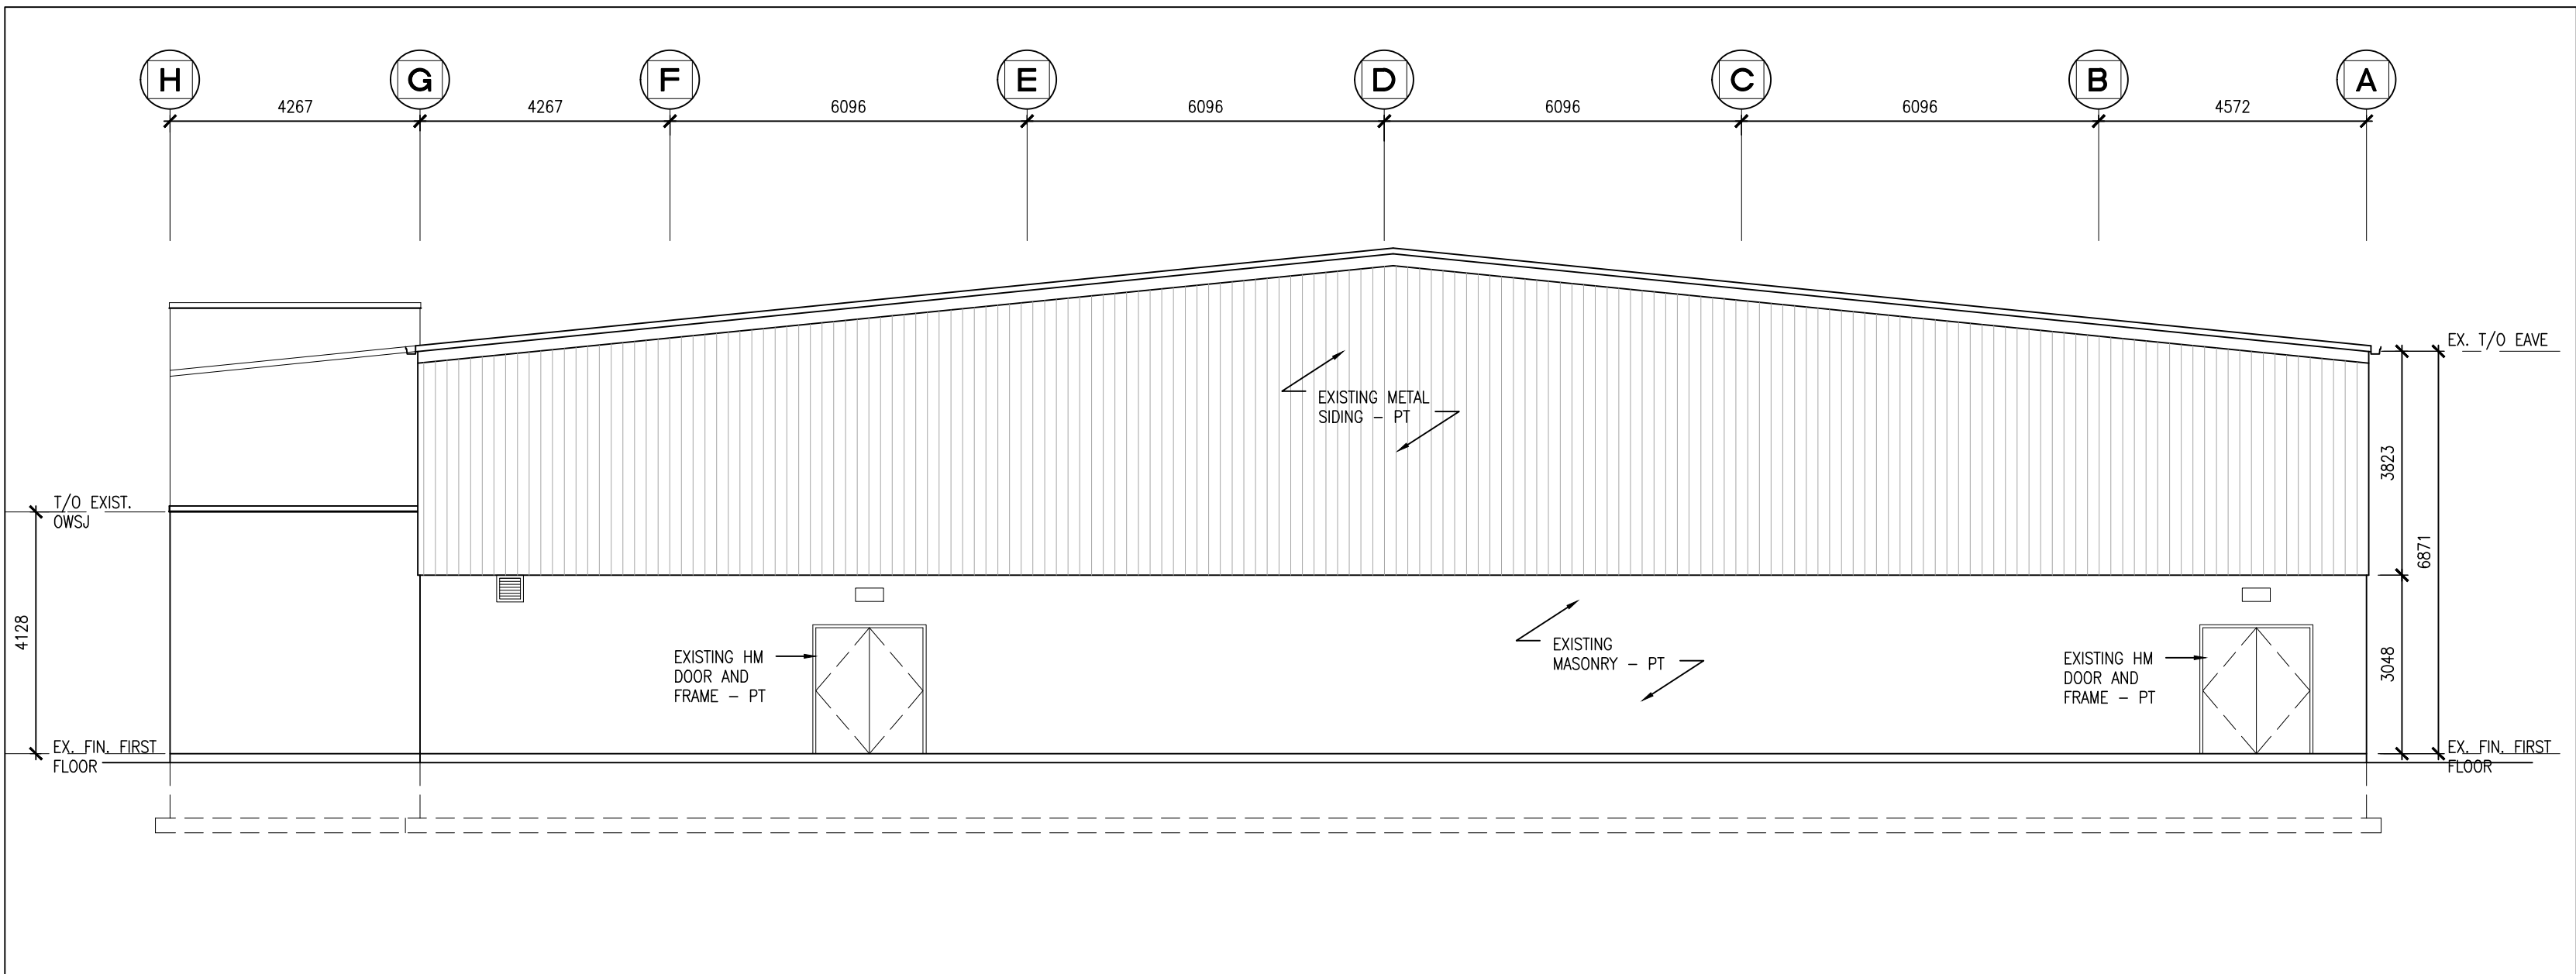 H G F E D C B A
4267 4267 6096 6096 6096 6096 4572
EX. T/O EAVE
EXISTING METAL
SIDING – PT
3823
6871
3048
T/O EXIST.
OWSJ
4128
EXISTING HM
DOOR AND
FRAME – PT
EXISTING
MASONRY – PT
EXISTING HM
DOOR AND
FRAME – PT
EX. FIN. FIRST
FLOOR
EX. FIN. FIRST
FLOOR